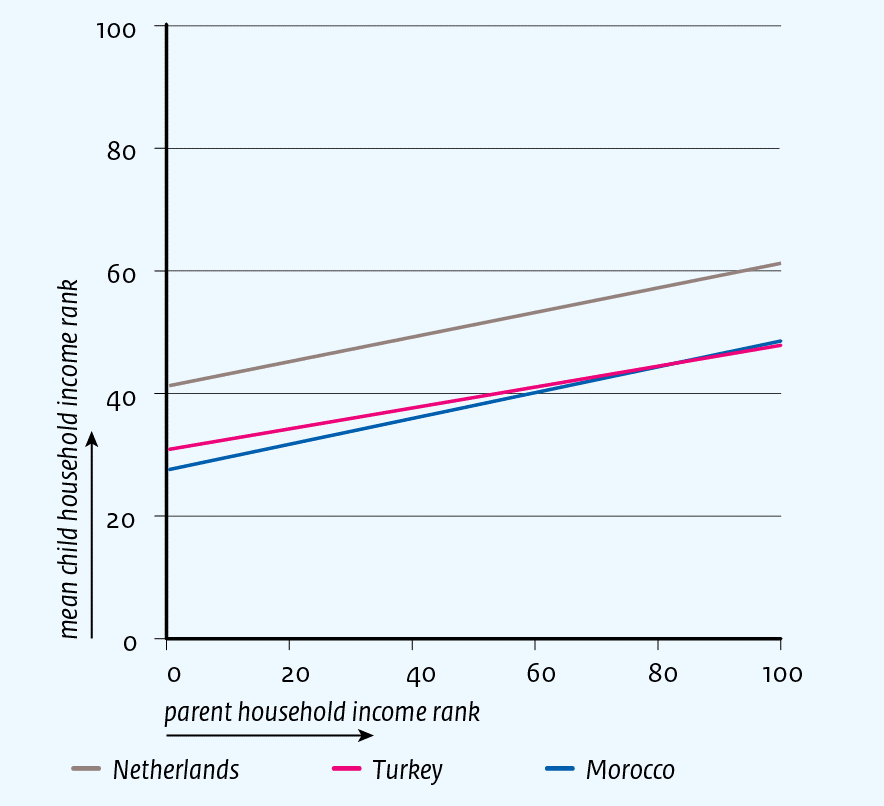 100
80
60
40
20
0
mean child household income rank
0 20 40 60 80 100
parent household income rank
Netherlands Turkey Morocco